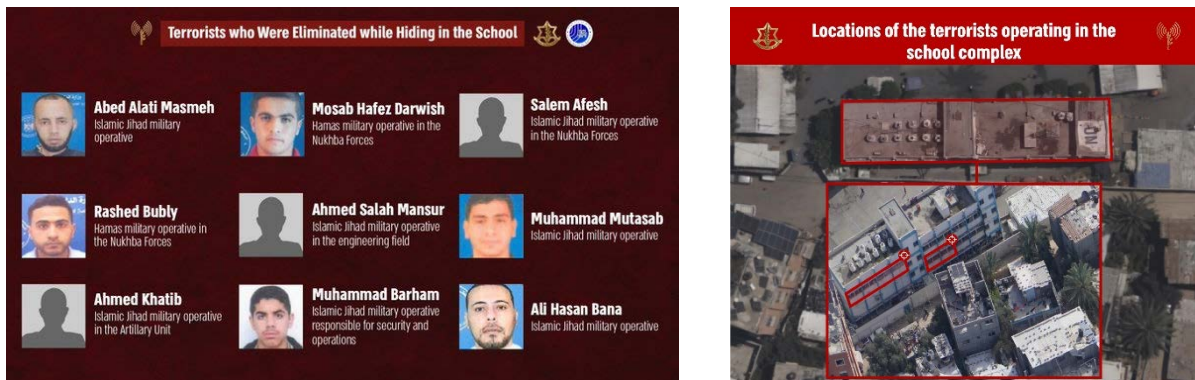 Terrorists who Were Eliminated while Hiding in the School
Abed Alati Masmeh
Islamic Jihad military
operative
Mosab Hafez Darwish
Hamas military operative in the
Nukhba Forces
Salem Afesh
Islamic Jihad military operative
in the Nukhba Forces
Rashed Bubly
Hamas military operative in
the Nukhba Forces
Ahmed Salah Mansur
Islamic Jihad military operative
in the engineering field
Muhammad Mutasab
Islamic Jihad military operative
Ahmed Khatib
Islamic Jihad military operative
in the Artillary Unit
Muhammad Barham
Islamic Jihad military operative
responsible for security and
operations
Ali Hasan Bana
Islamic Jihad military operative
Locations of the terrorists operating in the
school complex
UN